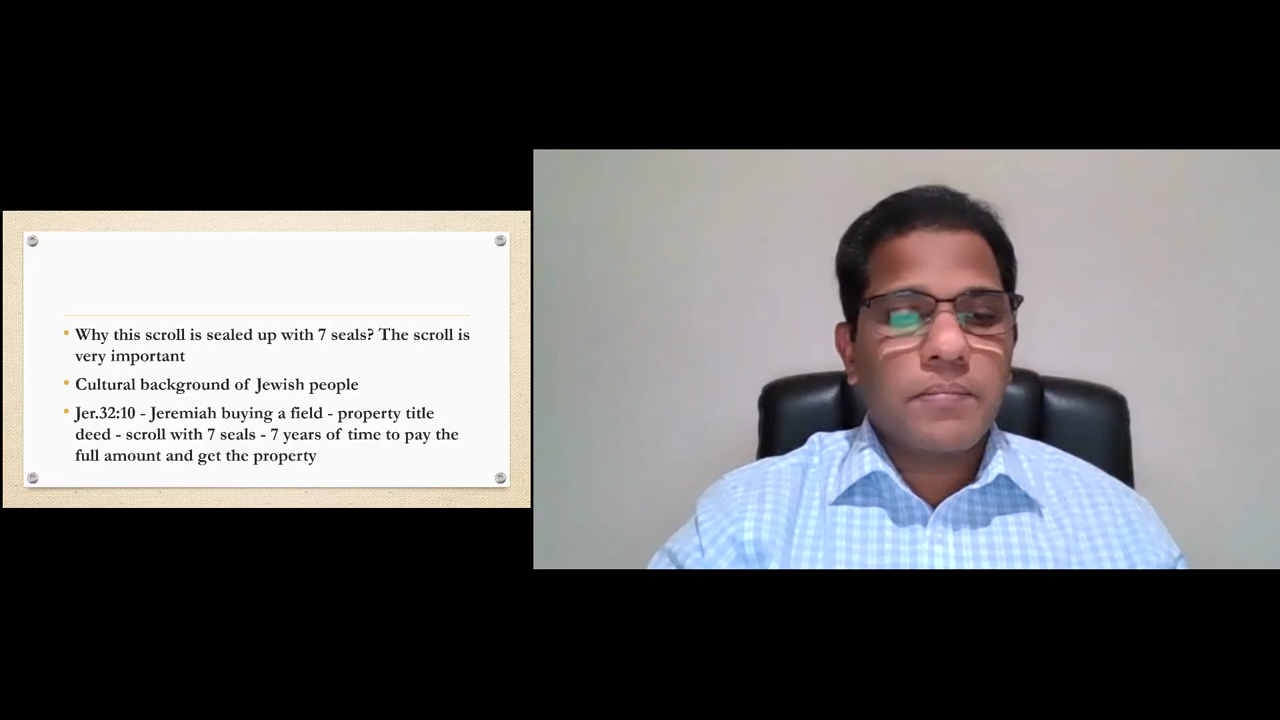 Why this scroll is sealed up with 7 seals? The scroll is
very important
Cultural background of Jewish people
Jer.32:10 - Jeremiah buying a field - property title
deed - scroll with 7 seals - 7 years of time to pay the
full amount and get the property